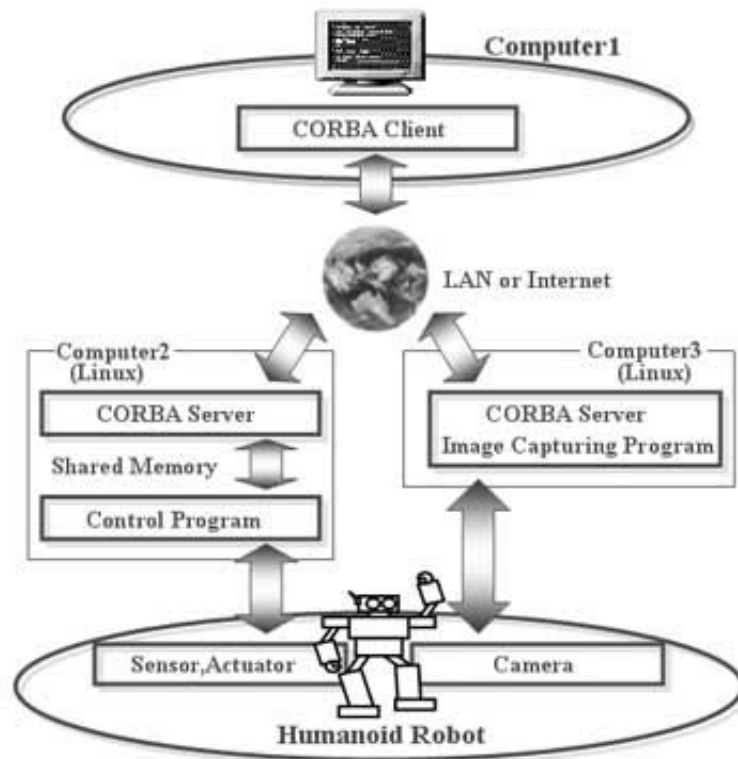 Computer1
CORBA Client
LAN or Internet
Computer2
(Linux)
CORBA Server
Shared Memory
Control Program
Computer3
(Linux)
CORBA Server
Image Capturing Program
Sensor,Actuator
Camera
Humanoid Robot